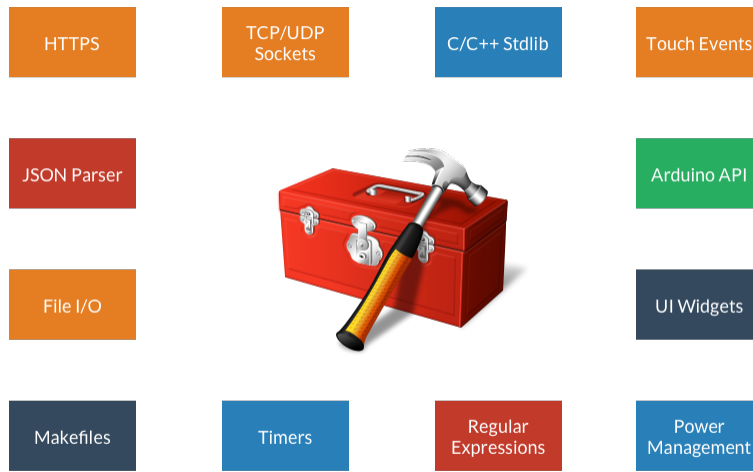 HTTPS
TCP/UDP
Sockets
C/C++ Stdlib
Touch Events
JSON Parser
Arduino API
File I/O
UI Widgets
Makefiles
Timers
Regular
Expressions
Power
Management